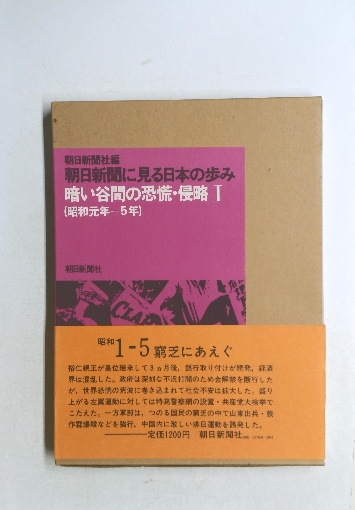 朝日新聞社編
朝日新聞に見る日本の歩み
暗い谷間の恐慌・侵略 I
(昭和元年―5年)
朝日新聞社
昭和1-5 窮乏にあえぐ
裕仁親王が高位継承して3ヵ月後、銀行取り付けが続発、経済
界は混乱した。政府は深刻な不況打開のため金解禁を断行した
が、世界恐慌の荒波に巻き込まれて社会不安は拡大した。盛り
上がる左翼運動に対しては特高警察網の設置・共産党大検挙で
こたえた。一方軍部は、つのる国民の窮乏の中で山東出兵・張
作霖爆殺などを強行、中国内に激しい排日運動を誘発した。
――定価1200円 朝日新聞社